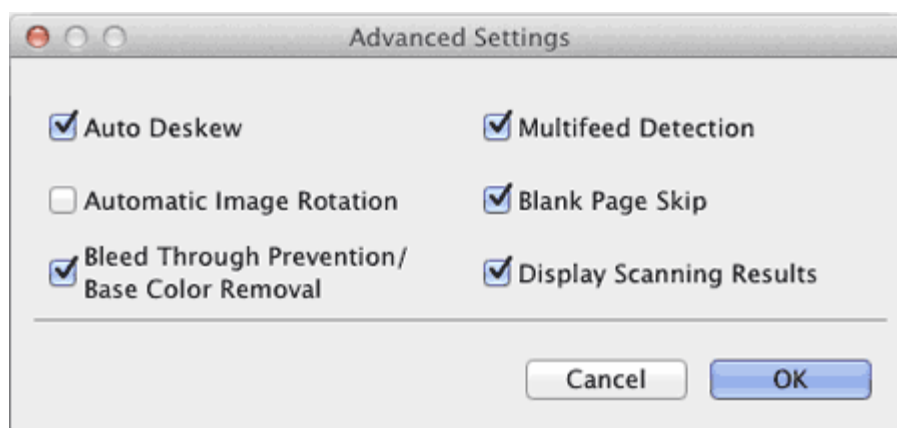 Advanced Settings
Auto Deskew
Multifeed Detection
Automatic Image Rotation
Blank Page Skip
Bleed Through Prevention/
Base Color Removal
Display Scanning Results
Cancel
OK